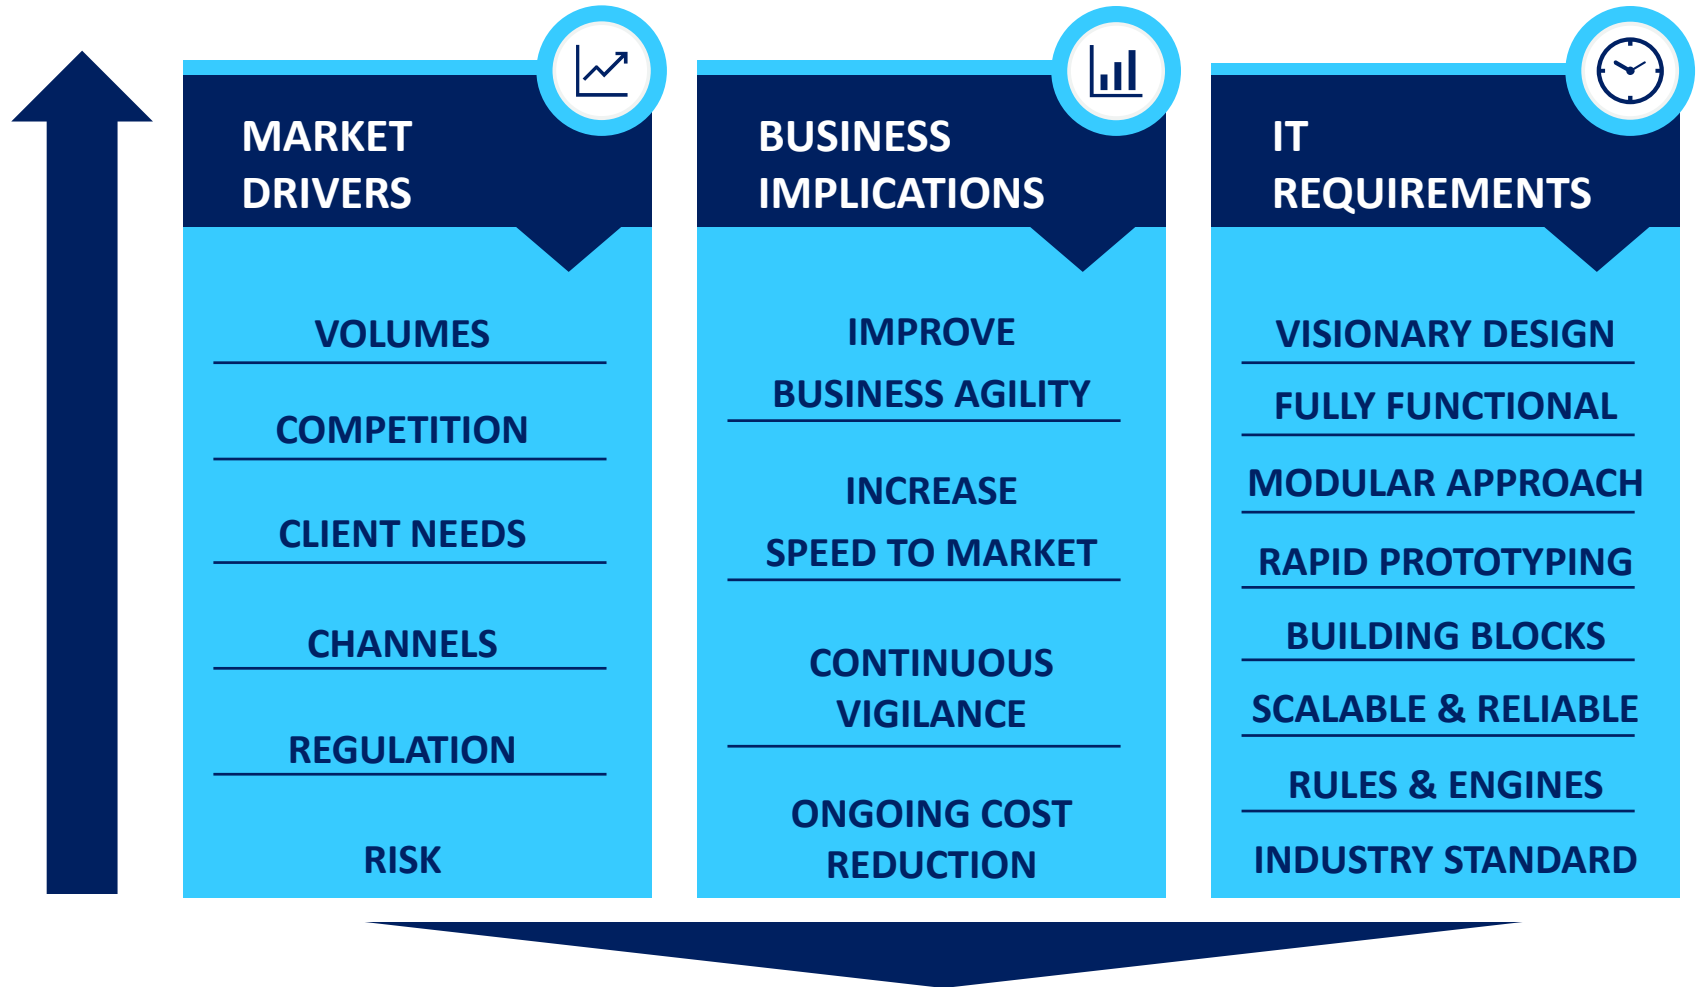 MARKET
DRIVERS
VOLUMES
COMPETITION
CLIENT NEEDS
CHANNELS
REGULATION
RISK
BUSINESS
IMPLICATIONS
IMPROVE
BUSINESS AGILITY
INCREASE
SPEED TO MARKET
CONTINUOUS
VIGILANCE
ONGOING COST
REDUCTION
IT
REQUIREMENTS
VISIONARY DESIGN
FULLY FUNCTIONAL
MODULAR APPROACH
RAPID PROTOTYPING
BUILDING BLOCKS
SCALABLE & RELIABLE
RULES & ENGINES
INDUSTRY STANDARD